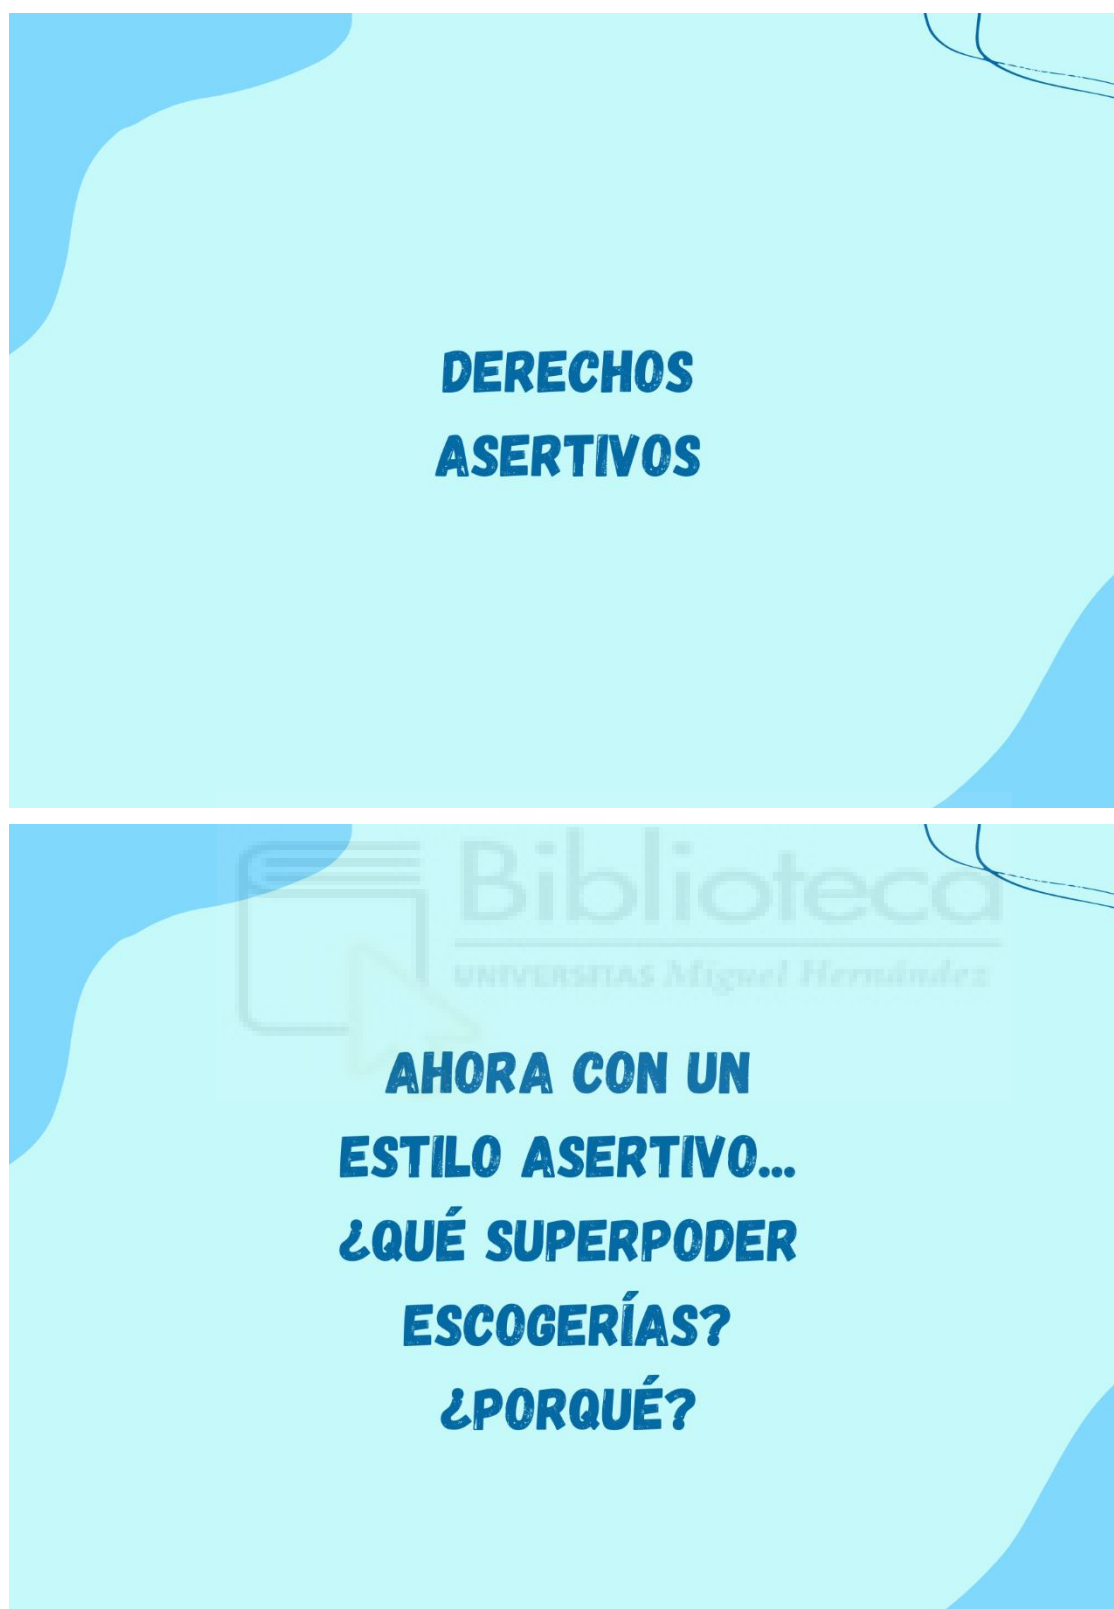 DERECHOS
ASERTIVOS
Biblioteca
UNIVERSITAS Miguel Hernández
AHORA CON UN
ESTILO ASERTIVO...
¿QUÉ SUPERPODER
ESCOGERÍAS?
¿PORQUÉ?